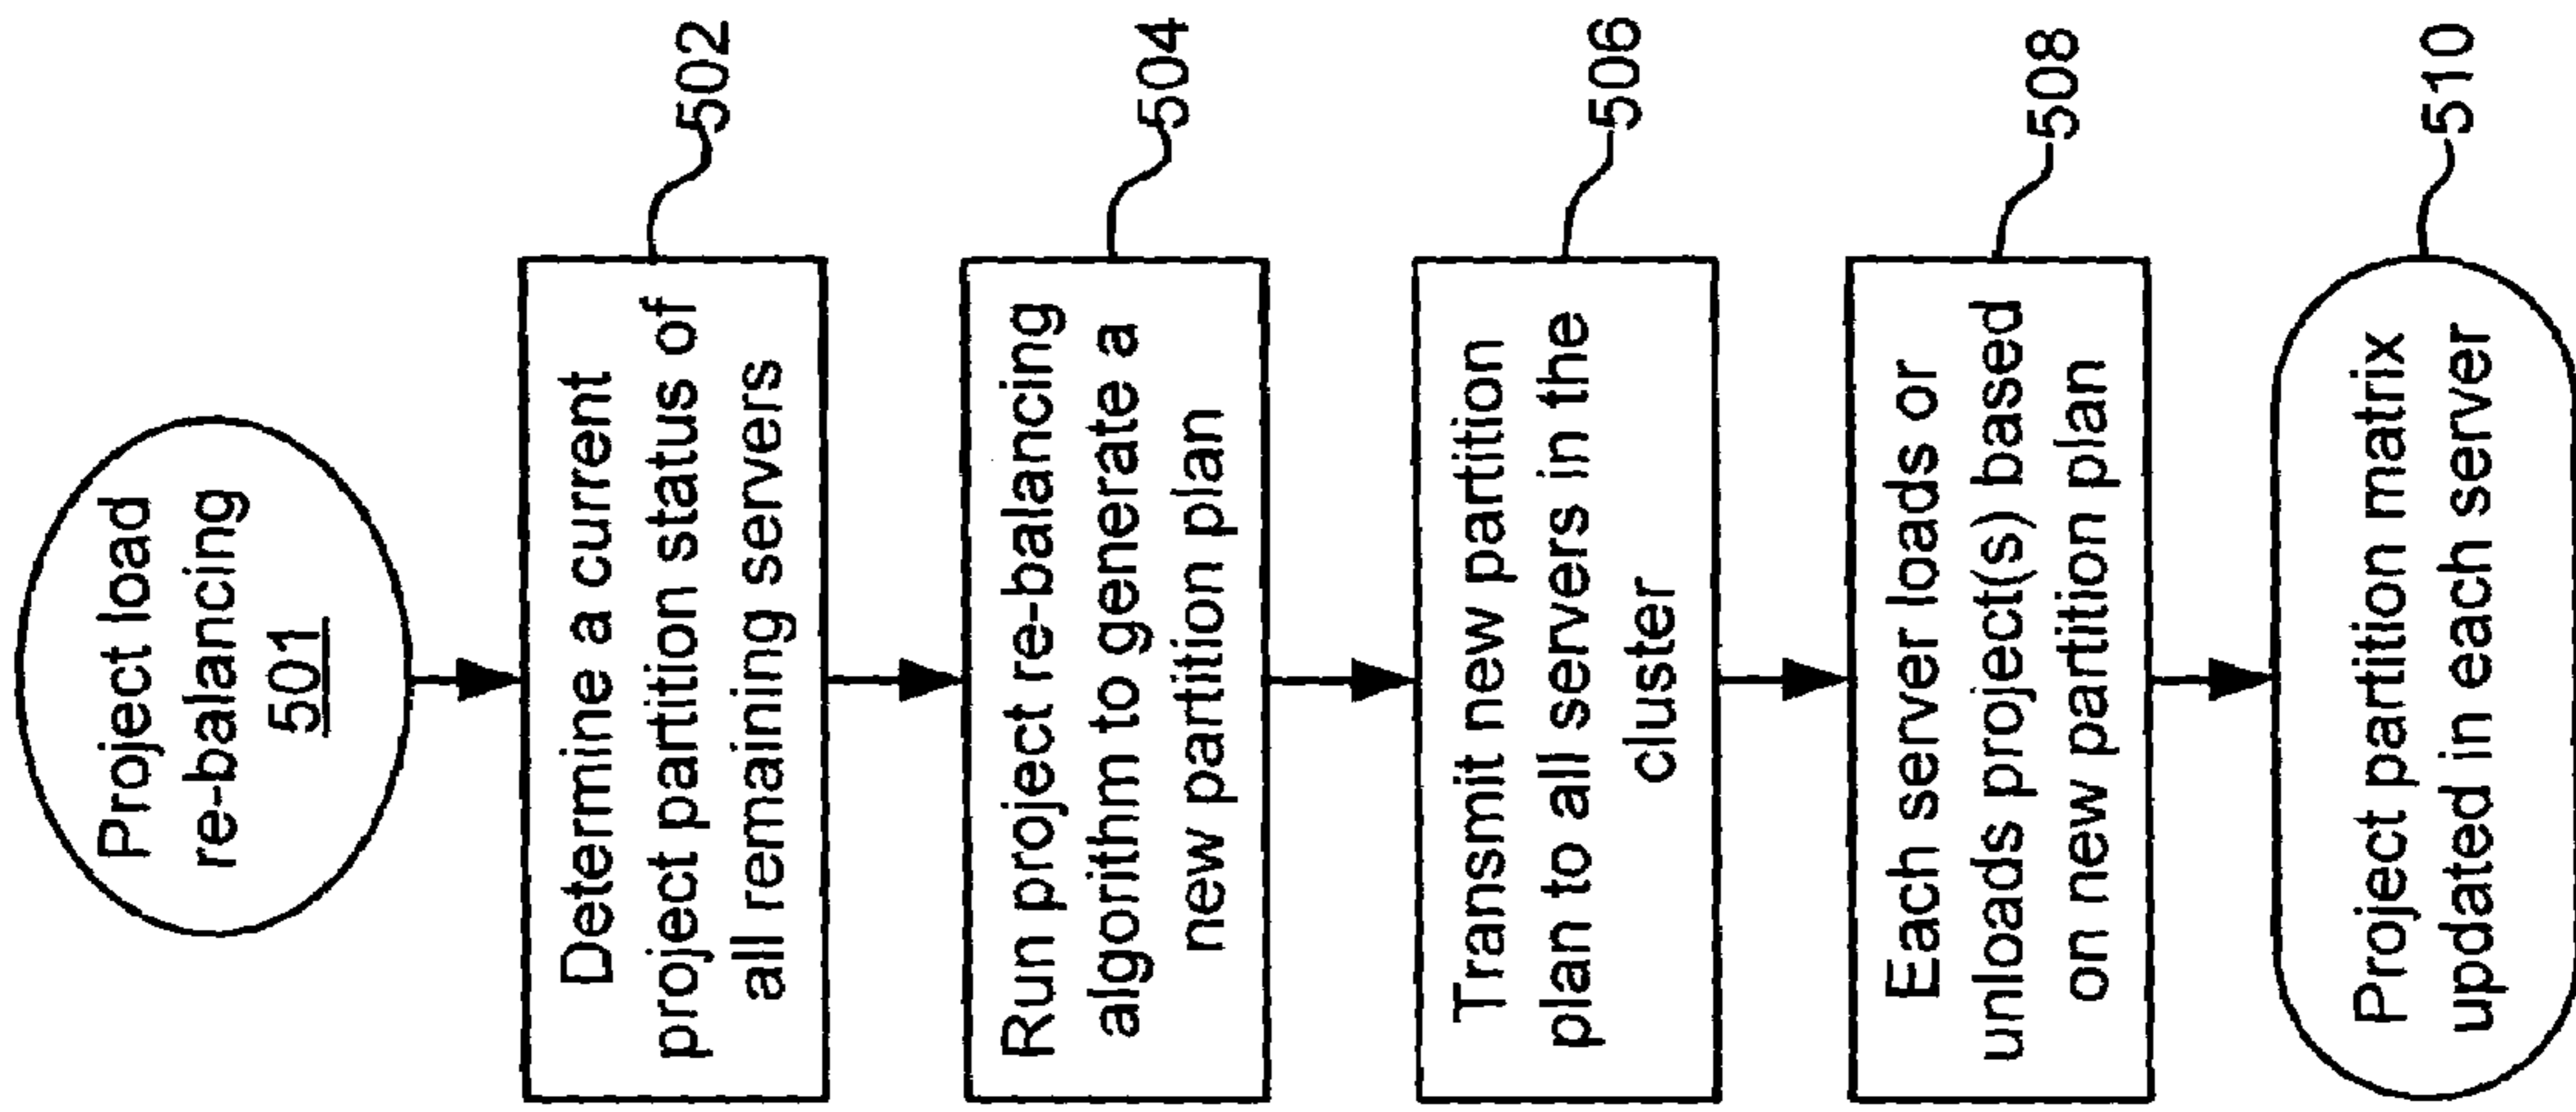 Project load
re-balancing
501
Determine a current
project partition status of
all remaining servers
502
Run project re-balancing
algorithm to generate a
new partition plan
504
Transmit new partition
plan to all servers in the
cluster
506
Each server loads or
unloads project(s) based
on new partition plan
508
Project partition matrix
updated in each server
510